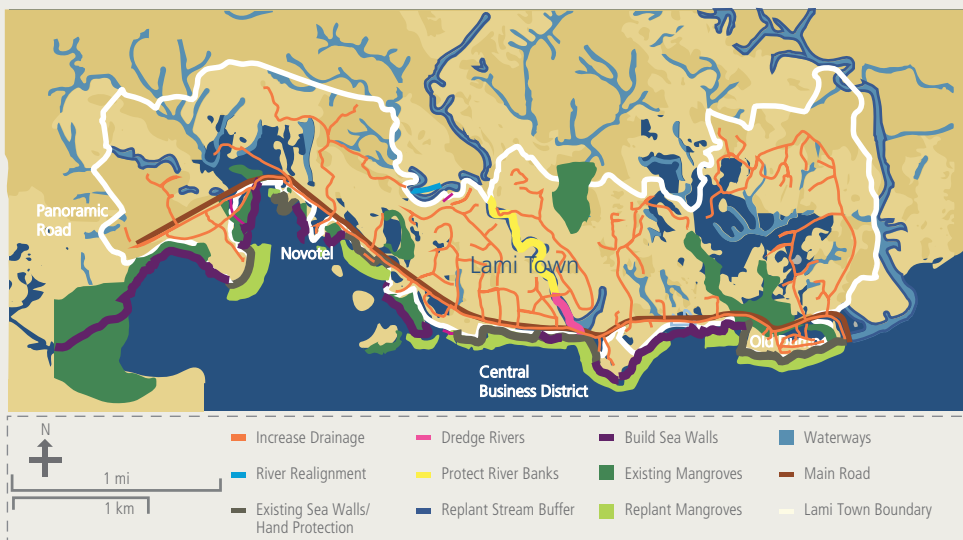 Panoramic
Road
Novotel
Lami Town
Central
Business District
Old
N
1 mi
1 km
Increase Drainage
River Realignment
Existing Sea Walls/
Hand Protection
Dredge Rivers
Protect River Banks
Replant Stream Buffer
Build Sea Walls
Existing Mangroves
Replant Mangroves
Waterways
Main Road
Lami Town Boundary